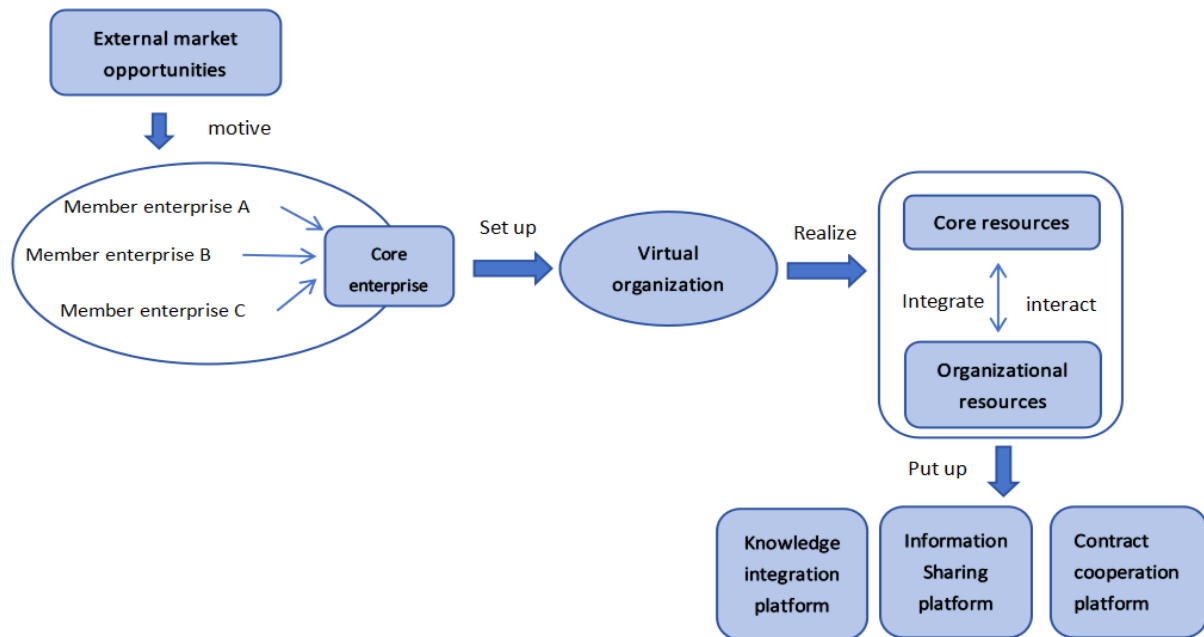 External market
opportunities
motive
Member enterprise A
Member enterprise B
Member enterprise C
Core
enterprise
Set up
Virtual
organization
Realize
Core resources
Integrate
interact
Organizational
resources
Put up
Knowledge
integration
platform
Information
Sharing
platform
Contract
cooperation
platform